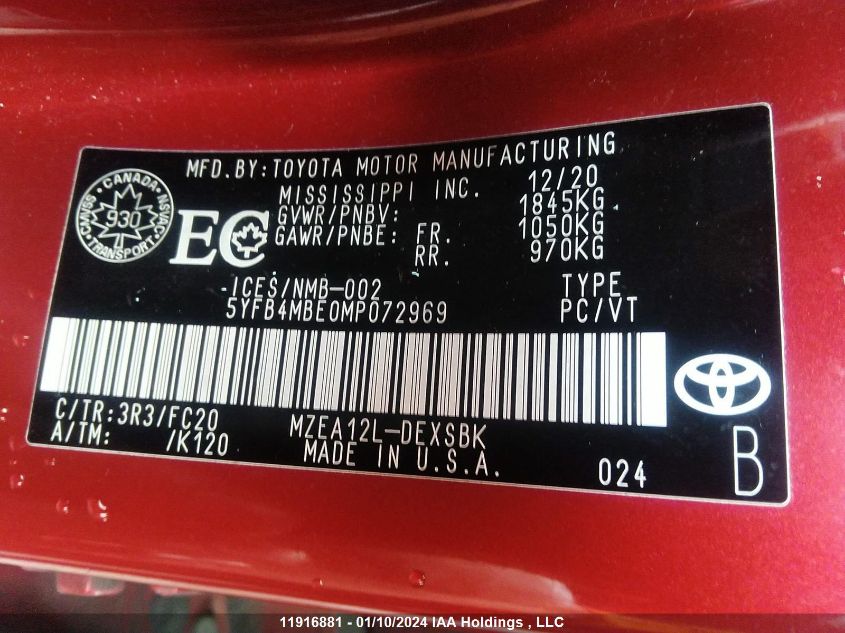 MFD.BY:TOYOTA MOTOR MANUFACTURING
MISSISSIPPI INC. 12/20
GVWR/PNBV: 1845KG
GAWR/PNBE: FR. 1050KG
RR. 970KG
CANADA
930
TRANSPORT
CMVSS
NSVAC
EC
ICES/NMB-002 TYPE
5YFB4MBE0MP072969 PC/VT
C/TR:3R3/FC20 MZEA12L-DEXSBK
A/TM: /K120 MADE IN U.S.A.
024 B
11916881 - 01/10/2024 IAA Holdings , LLC